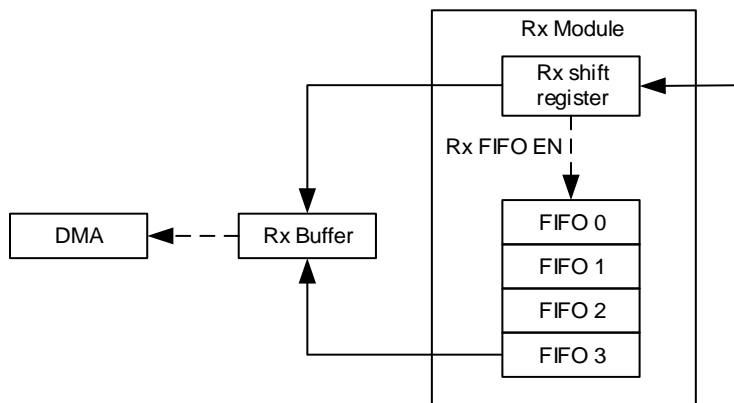 Rx Module
Rx shift
register
Rx FIFO EN
FIFO 0
DMA
Rx Buffer
FIFO 1
FIFO 2
FIFO 3